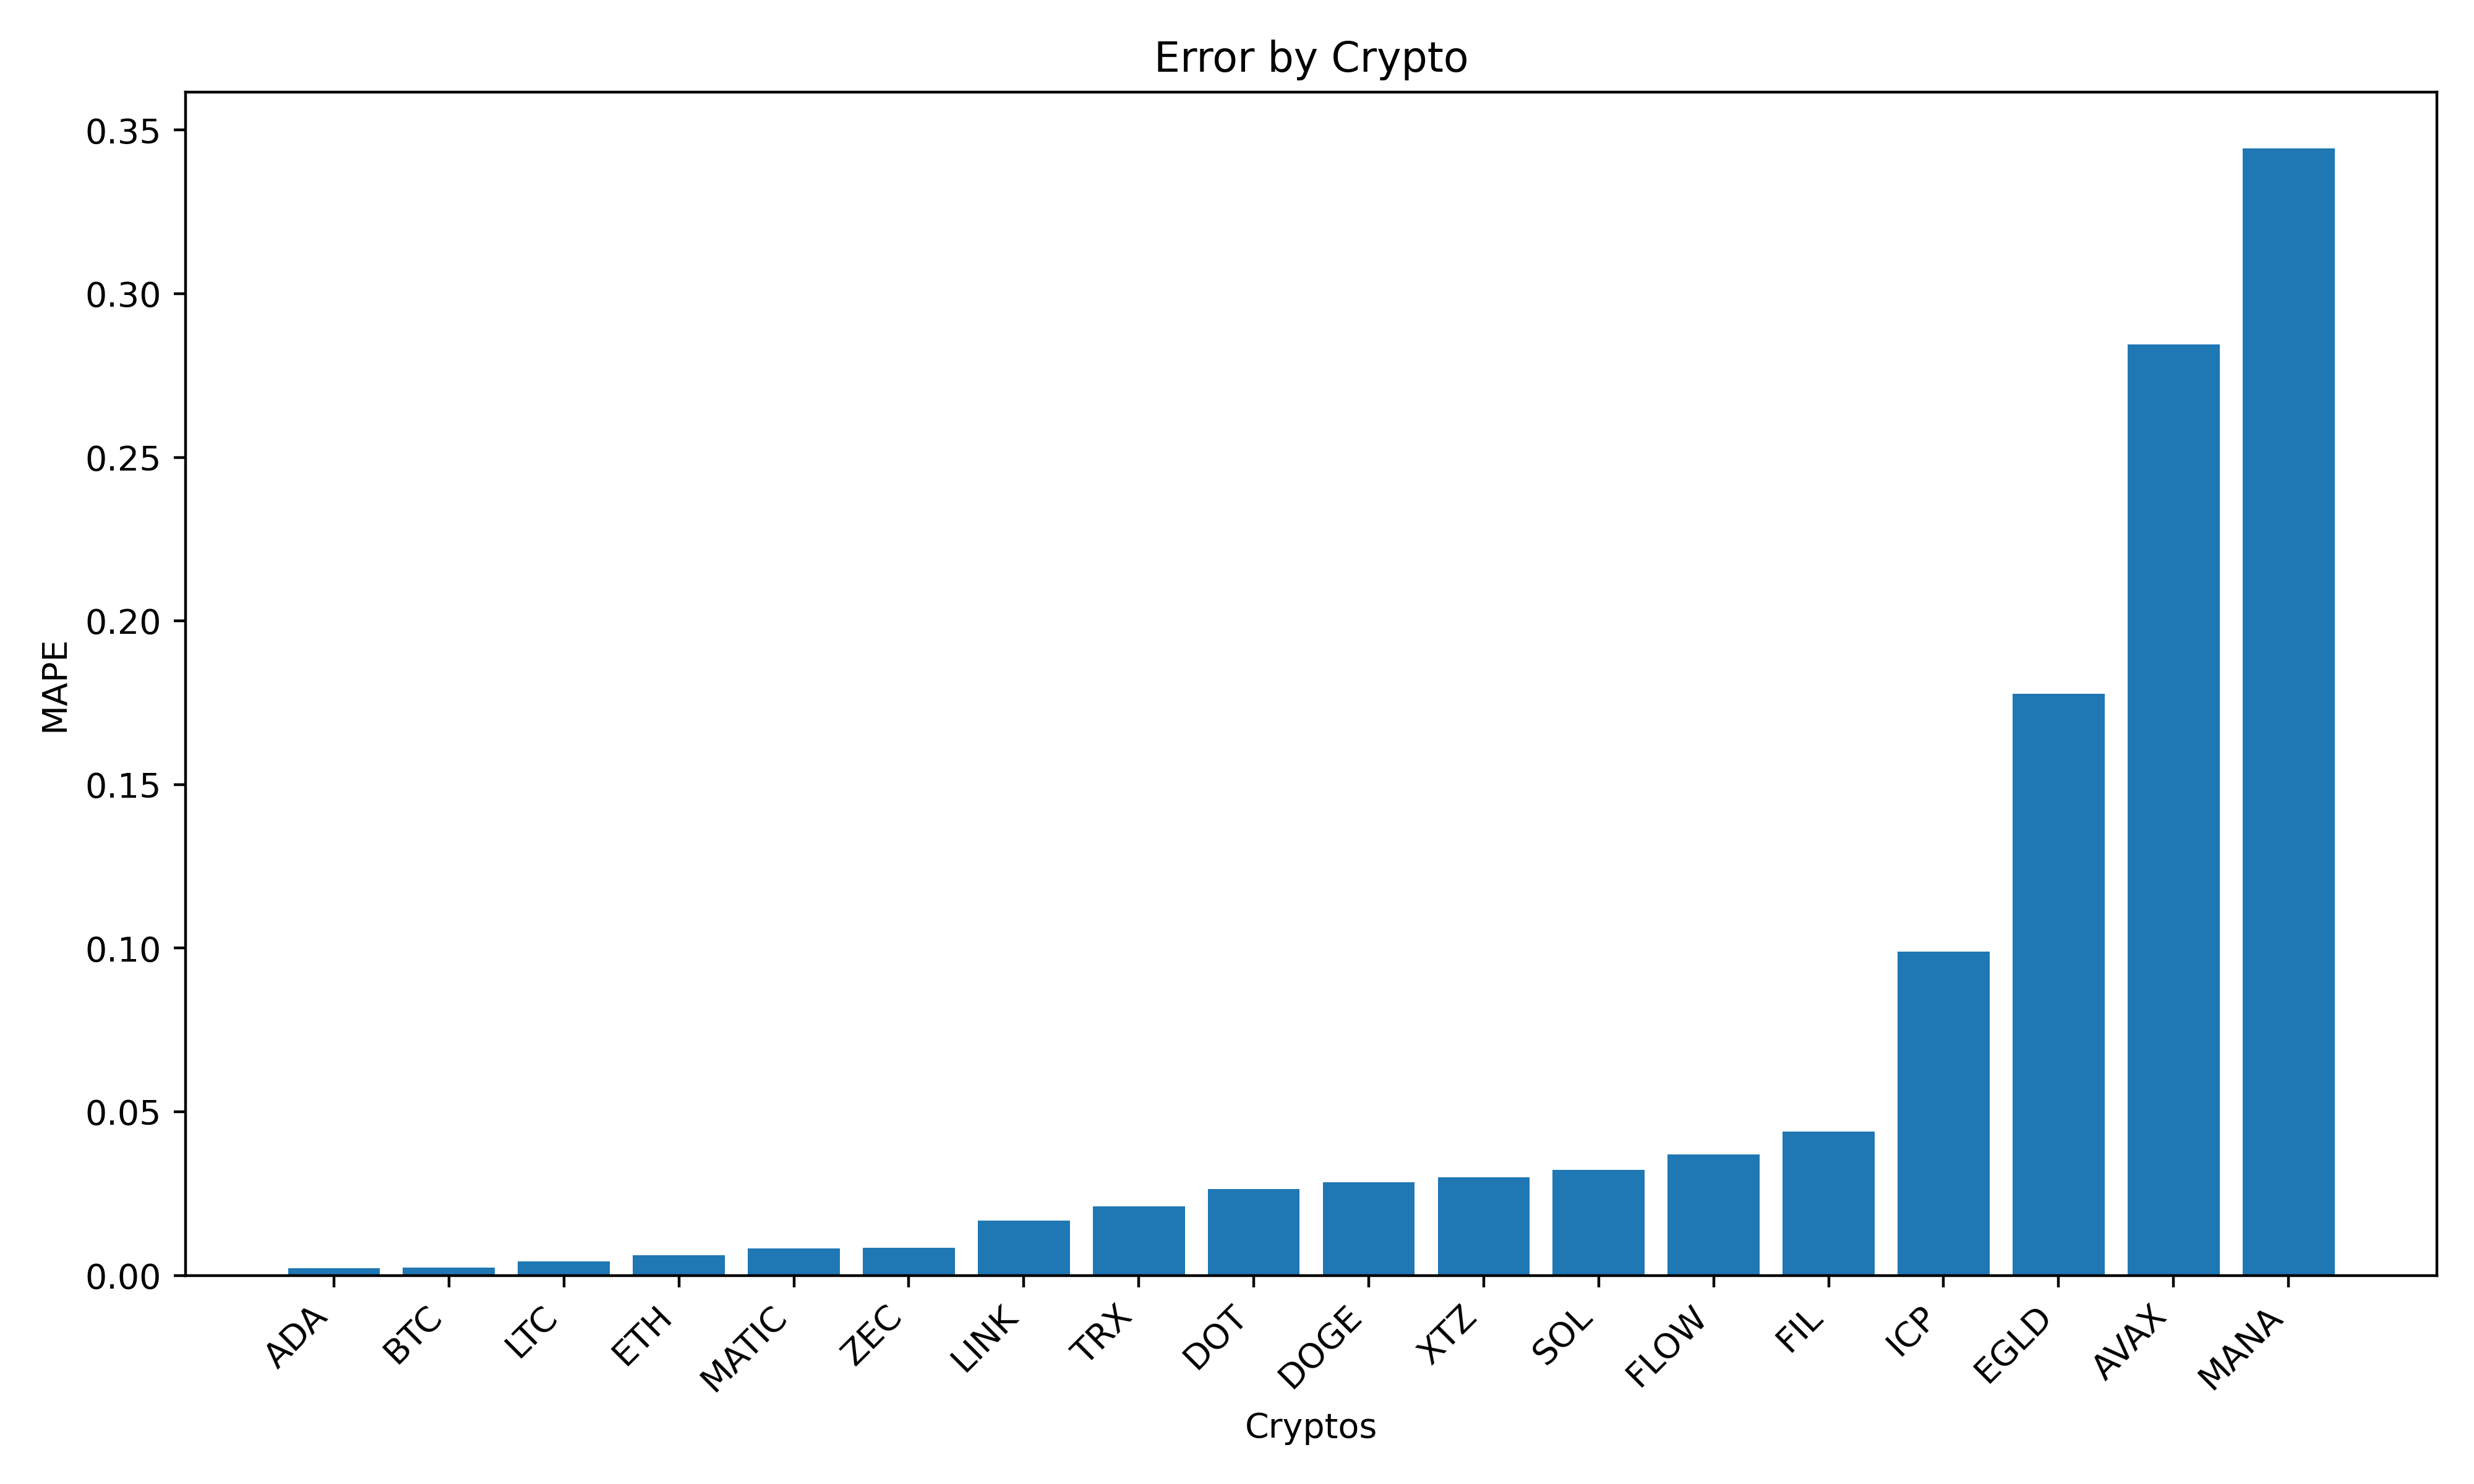 Error by Crypto
0.35
0.30
0.25
0.20
0.15
0.10
0.05
0.00
MAPE
ADA
BTC
LTC
ETH
MATIC
ZEC
LINK
TRX
DOT
DOGE
XTZ
SOL
FLOW
FIL
ICP
EGLD
AVAX
MANA
Cryptos